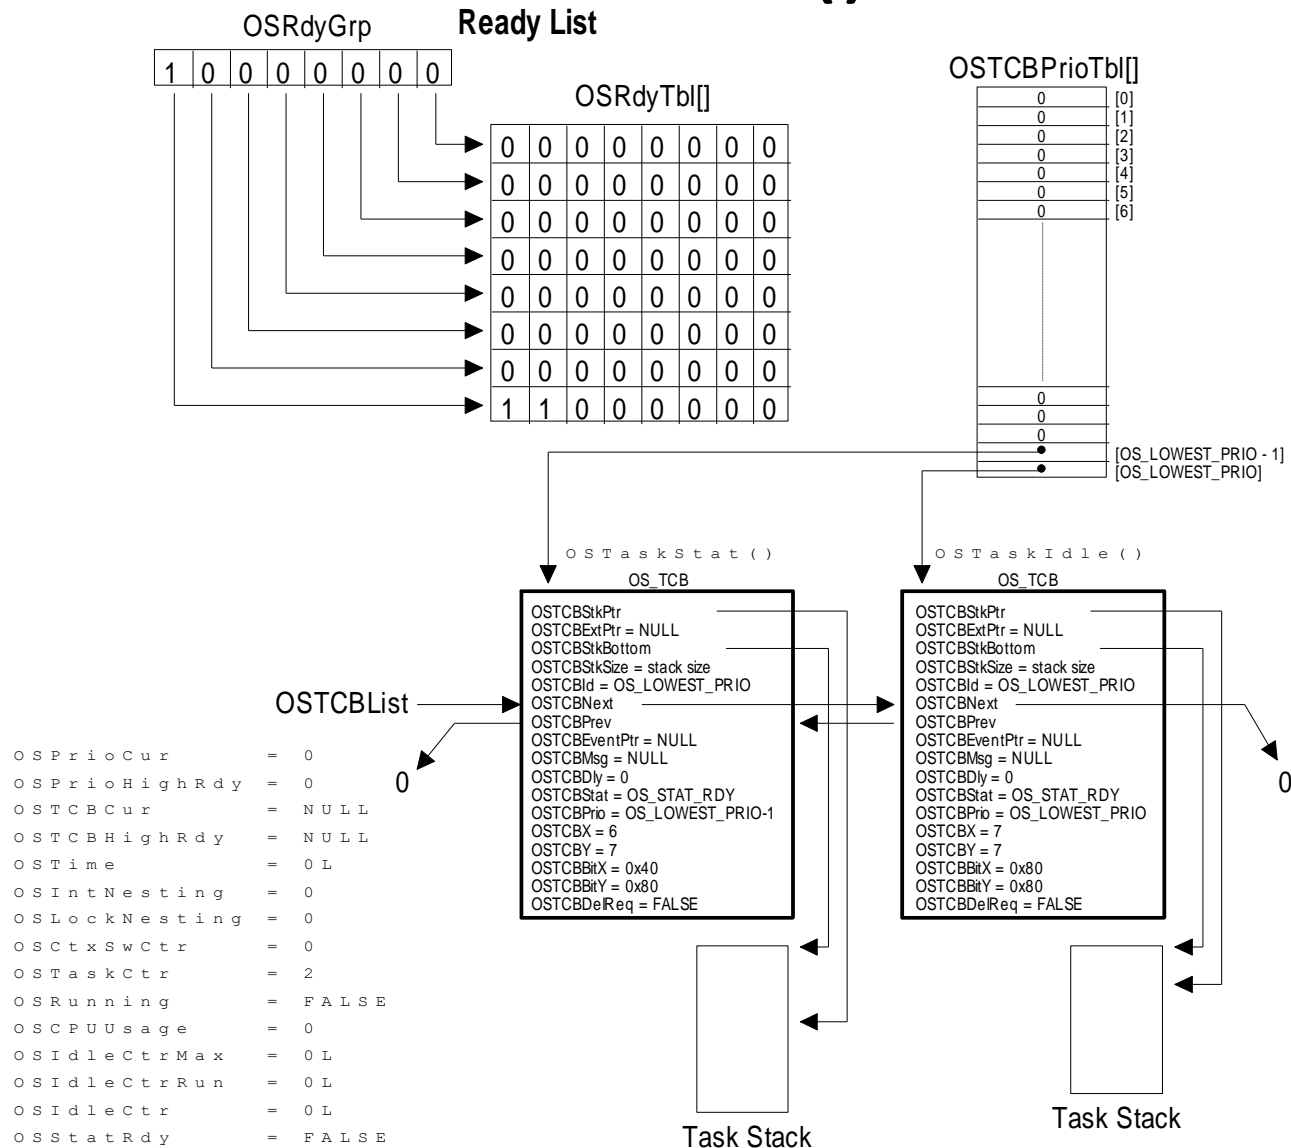 ()
OSRdyGrp
Ready List
1 0 0 0 0 0 0 0
OSRdyTbl[]
0 0 0 0 0 0 0 0
0 0 0 0 0 0 0 0
0 0 0 0 0 0 0 0
0 0 0 0 0 0 0 0
0 0 0 0 0 0 0 0
0 0 0 0 0 0 0 0
0 0 0 0 0 0 0 0
1 1 0 0 0 0 0 0
OSTCBPrioTbl[]
0 [0]
0 [1]
0 [2]
0 [3]
0 [4]
0 [5]
0 [6]
0
0
0
[OS_LOWEST_PRIO - 1]
[OS_LOWEST_PRIO]
OSTaskStat()
OS_TCB
OSTCBStkPtr
OSTCBExtPtr = NULL
OSTCBStkBottom
OSTCBStkSize = stack size
OSTCBId = OS_LOWEST_PRIO
OSTCBNext
OSTCBPrev
OSTCBEventPtr = NULL
OSTCBMsg = NULL
OSTCBDly = 0
OSTCBStat = OS_STAT_RDY
OSTCBPrio = OS_LOWEST_PRIO-1
OSTCBX = 6
OSTCBY = 7
OSTCBBitX = 0x40
OSTCBBitY = 0x80
OSTCBDelReq = FALSE
OSTaskIdle()
OS_TCB
OSTCBStkPtr
OSTCBExtPtr = NULL
OSTCBStkBottom
OSTCBStkSize = stack size
OSTCBId = OS_LOWEST_PRIO
OSTCBNext
OSTCBPrev
OSTCBEventPtr = NULL
OSTCBMsg = NULL
OSTCBDly = 0
OSTCBStat = OS_STAT_RDY
OSTCBPrio = OS_LOWEST_PRIO
OSTCBX = 7
OSTCBY = 7
OSTCBBitX = 0x80
OSTCBBitY = 0x80
OSTCBDelReq = FALSE
OSTCBList
0
0
OSPrioCur = 0
OSPrioHighRdy = 0
OSTCBCur = NULL
OSTCBHighRdy = NULL
OSTime = 0L
OSIntNesting = 0
OSLockNesting = 0
OSCtxSwCtr = 0
OSTaskCtr = 2
OSRunning = FALSE
OSCPUUsage = 0
OSIdleCtrMax = 0L
OSIdleCtrRun = 0L
OSIdleCtr = 0L
OSStatRdy = FALSE
Task Stack
Task Stack